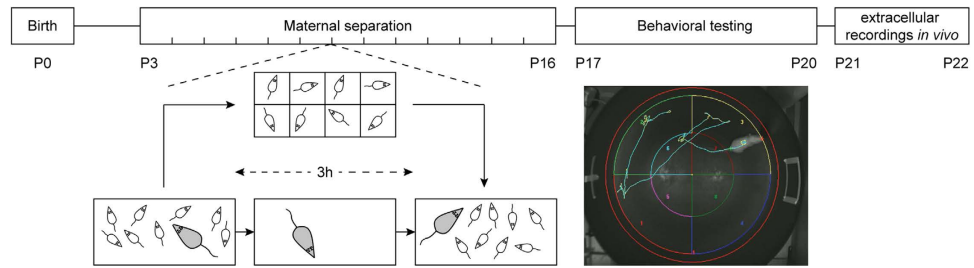 Birth
Maternal separation
Behavioral testing
extracellular
recordings in vivo
P0
P3
P16
P17
P20
P21
P22
3h